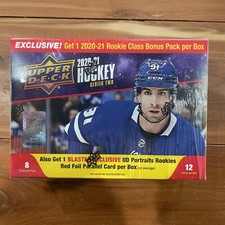 EXCLUSIVE! Get 1 2020-21 Rookie Class Bonus Pack per Box
UPPER
DECK
2020-21
HOCKEY
SERIES TWO
91
8
12
Also Get 1 BLASTER EXCLUSIVE UD Portraits Rookies
Red Foil Parallel Card per Box